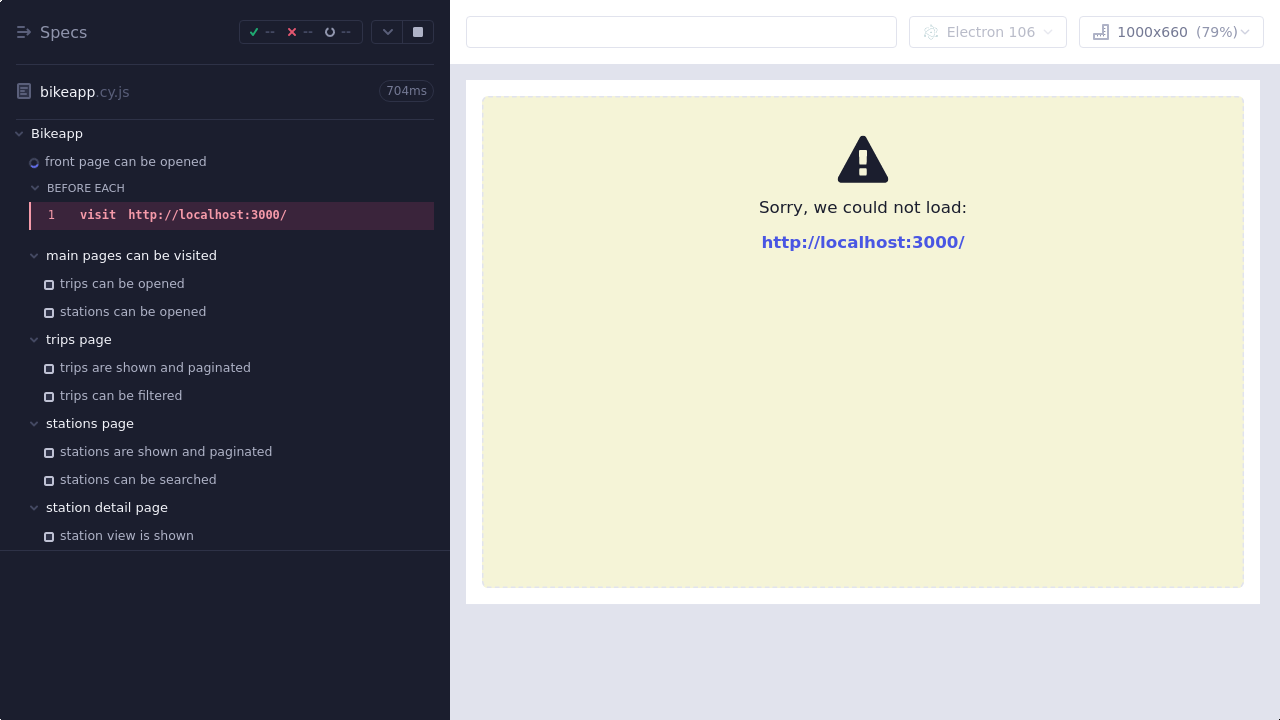 Specs
--
--
--
bikeapp.cy.js
704ms
Bikeapp
front page can be opened
BEFORE EACH
1 visit http://localhost:3000/
main pages can be visited
trips can be opened
stations can be opened
trips page
trips are shown and paginated
trips can be filtered
stations page
stations are shown and paginated
stations can be searched
station detail page
station view is shown
Electron 106
1000x660 (79%)
Sorry, we could not load:
http://localhost:3000/